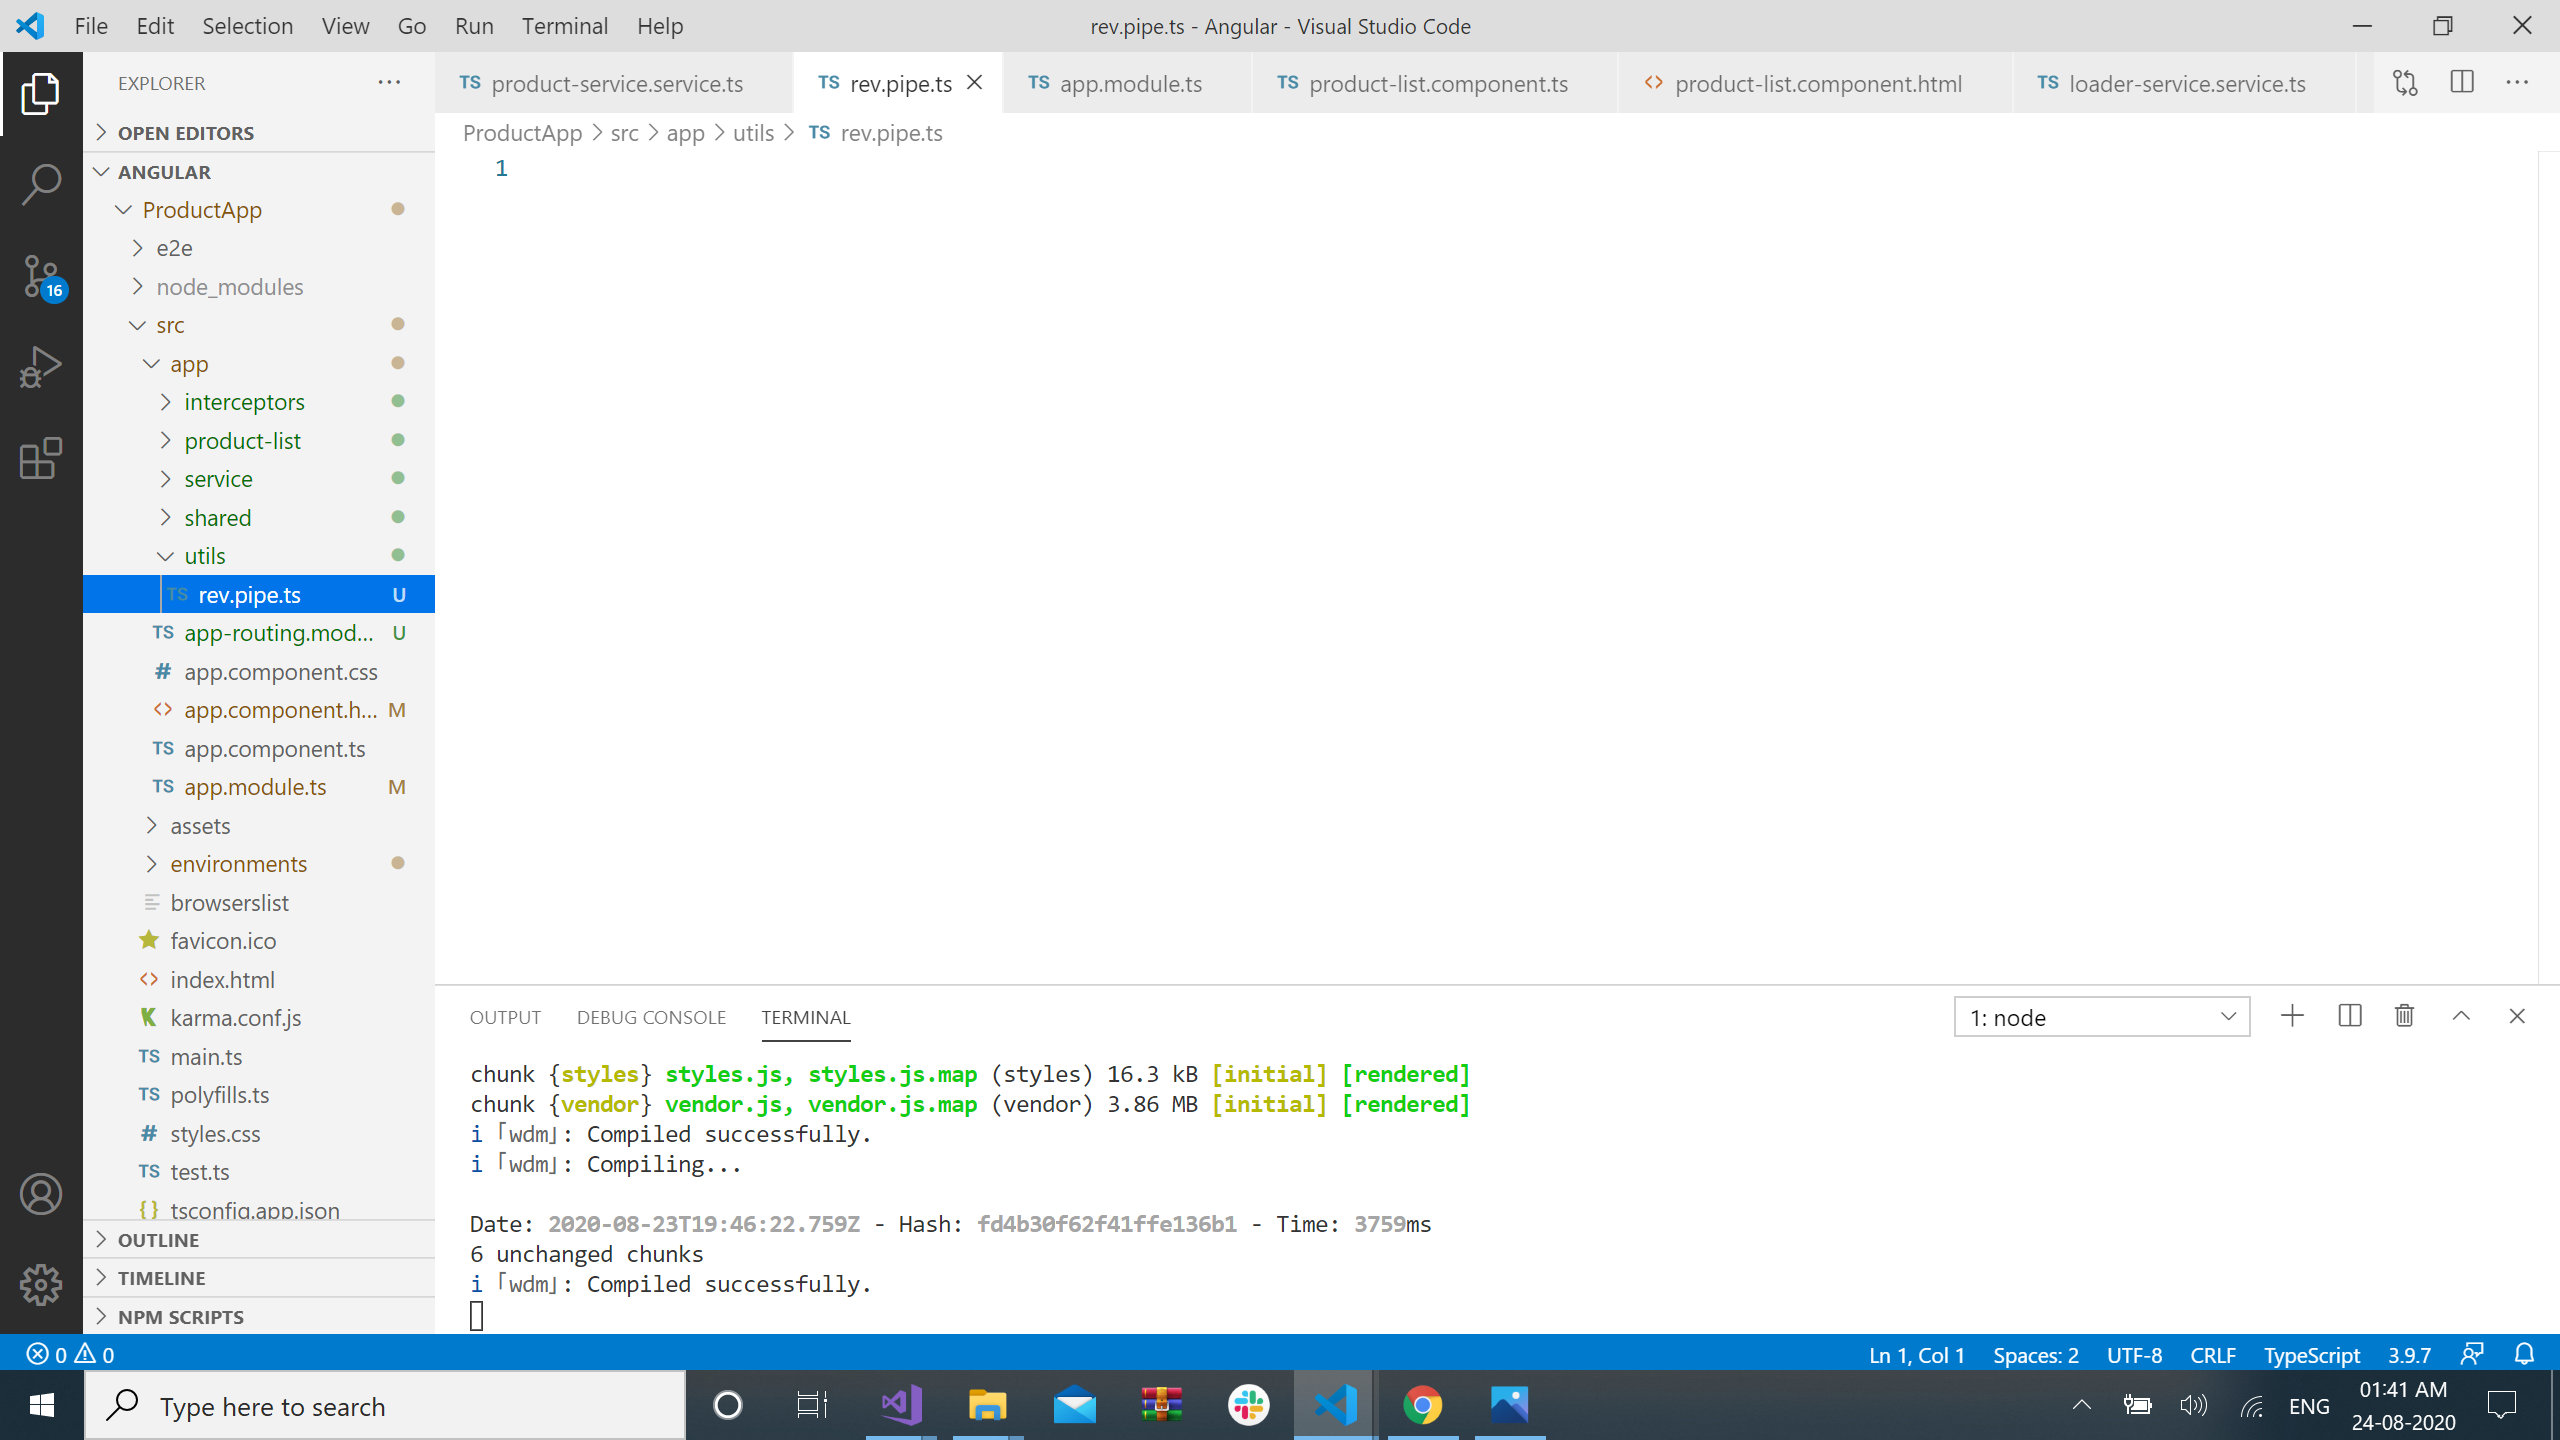 File Edit Selection View Go Run Terminal Help
rev.pipe.ts - Angular - Visual Studio Code
EXPLORER
OPEN EDITORS
ANGULAR
ProductApp
e2e
node_modules
src
app
interceptors
product-list
service
shared
utils
TS rev.pipe.ts U
TS app-routing.mod... U
# app.component.css
<> app.component.h... M
TS app.component.ts
TS app.module.ts M
assets
environments
browserslist
favicon.ico
<> index.html
karma.conf.js
TS main.ts
TS polyfills.ts
# styles.css
TS test.ts
{} tsconfig.app.json
OUTLINE
TIMELINE
NPM SCRIPTS
16
TS product-service.service.ts
TS rev.pipe.ts
TS app.module.ts
TS product-list.component.ts
<> product-list.component.html
TS loader-service.service.ts
ProductApp > src > app > utils > TS rev.pipe.ts
1
OUTPUT DEBUG CONSOLE TERMINAL
1: node
chunk {styles} styles.js, styles.js.map (styles) 16.3 kB [initial] [rendered]
chunk {vendor} vendor.js, vendor.js.map (vendor) 3.86 MB [initial] [rendered]
i ｢wdm｣: Compiled successfully.
i ｢wdm｣: Compiling...
Date: 2020-08-23T19:46:22.759Z - Hash: fd4b30f62f41ffe136b1 - Time: 3759ms
6 unchanged chunks
i ｢wdm｣: Compiled successfully.
0 0
Ln 1, Col 1 Spaces: 2 UTF-8 CRLF TypeScript 3.9.7
Type here to search
ENG
01:41 AM
24-08-2020